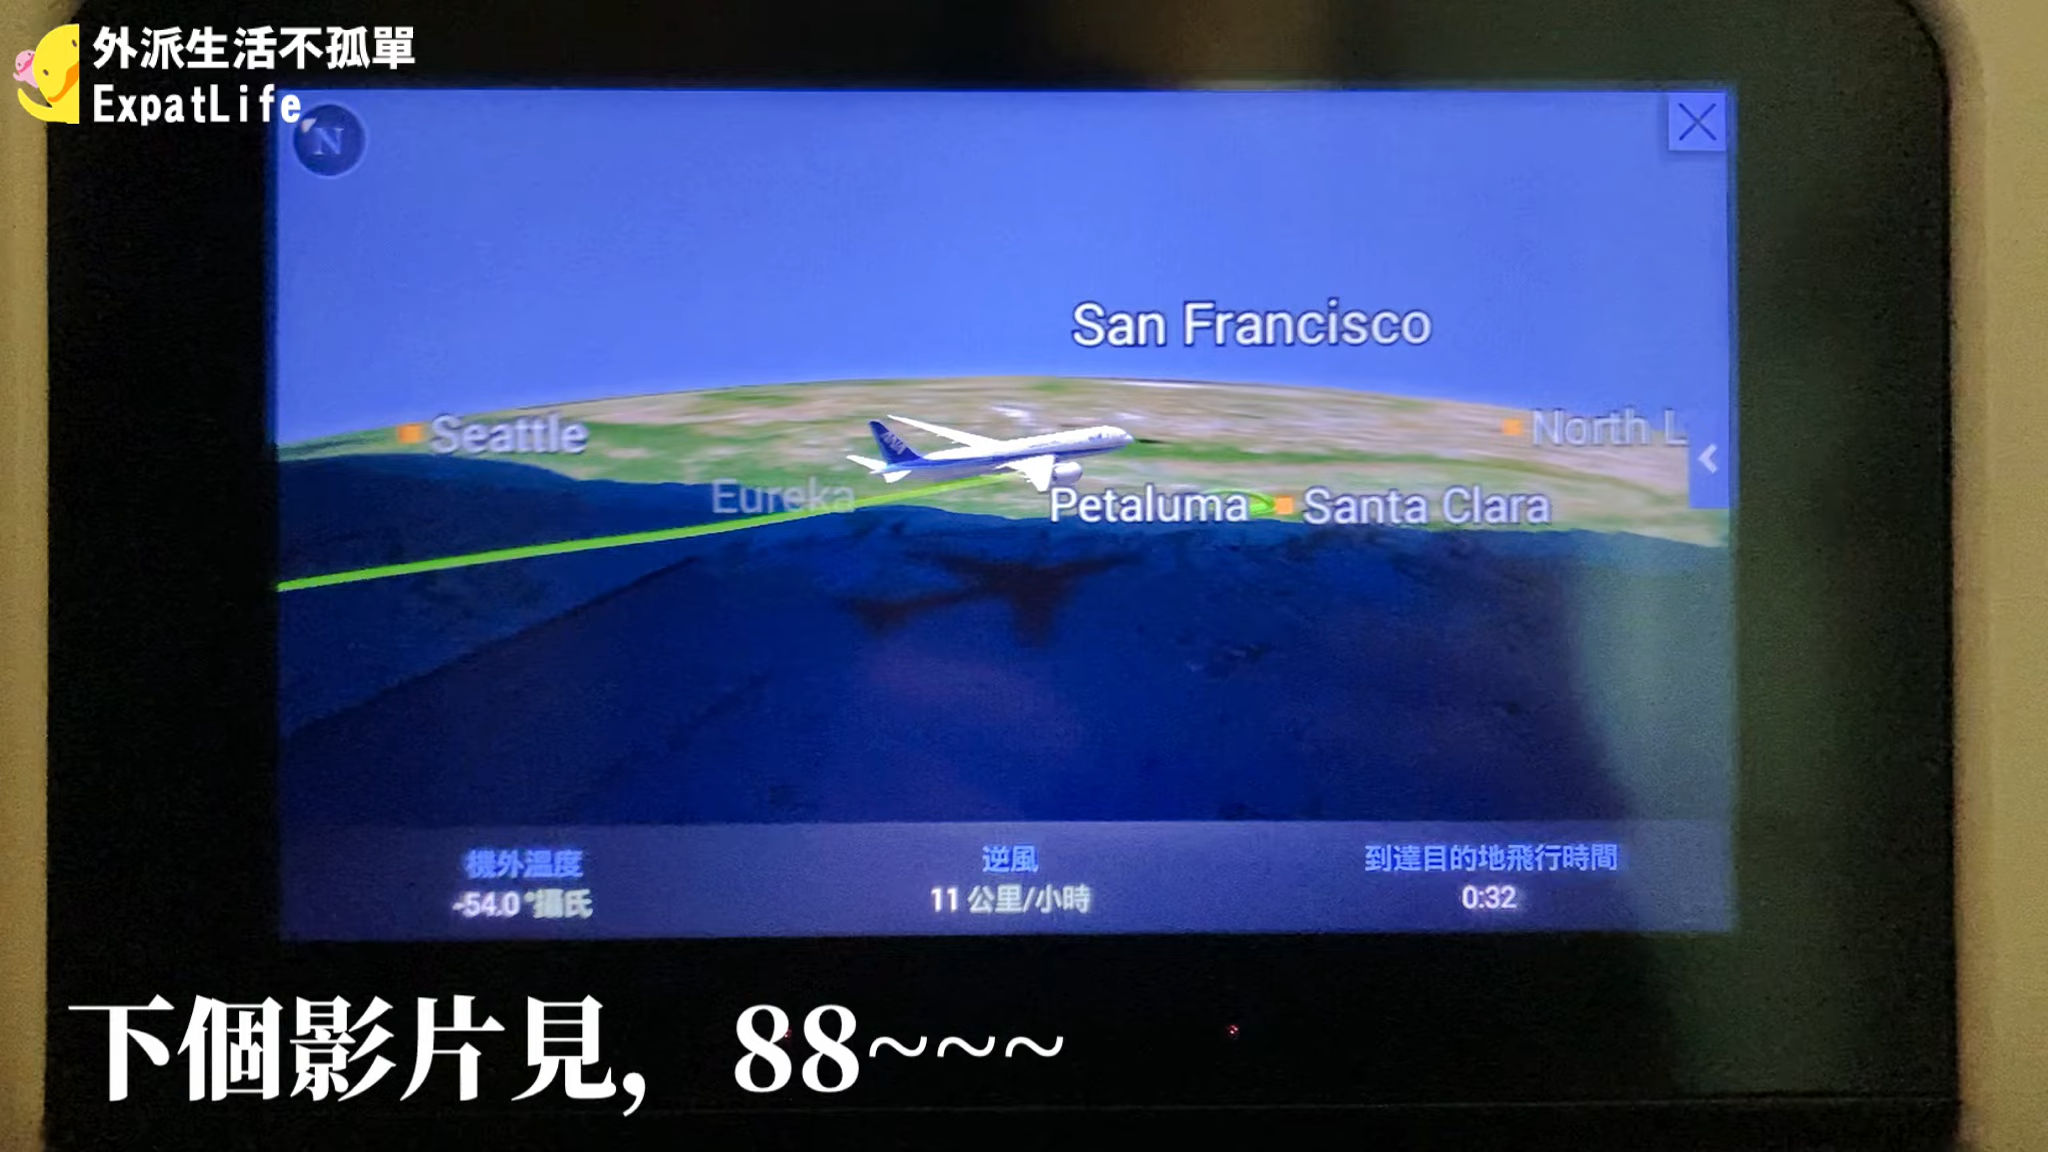 外派生活不孤單
ExpatLife
N
San Francisco
Seattle
North L
Eureka
Petaluma
Santa Clara
ANA
機外溫度
-54.0 °攝氏
逆風
11 公里/小時
到達目的地飛行時間
0:32
下個影片見, 88~~~